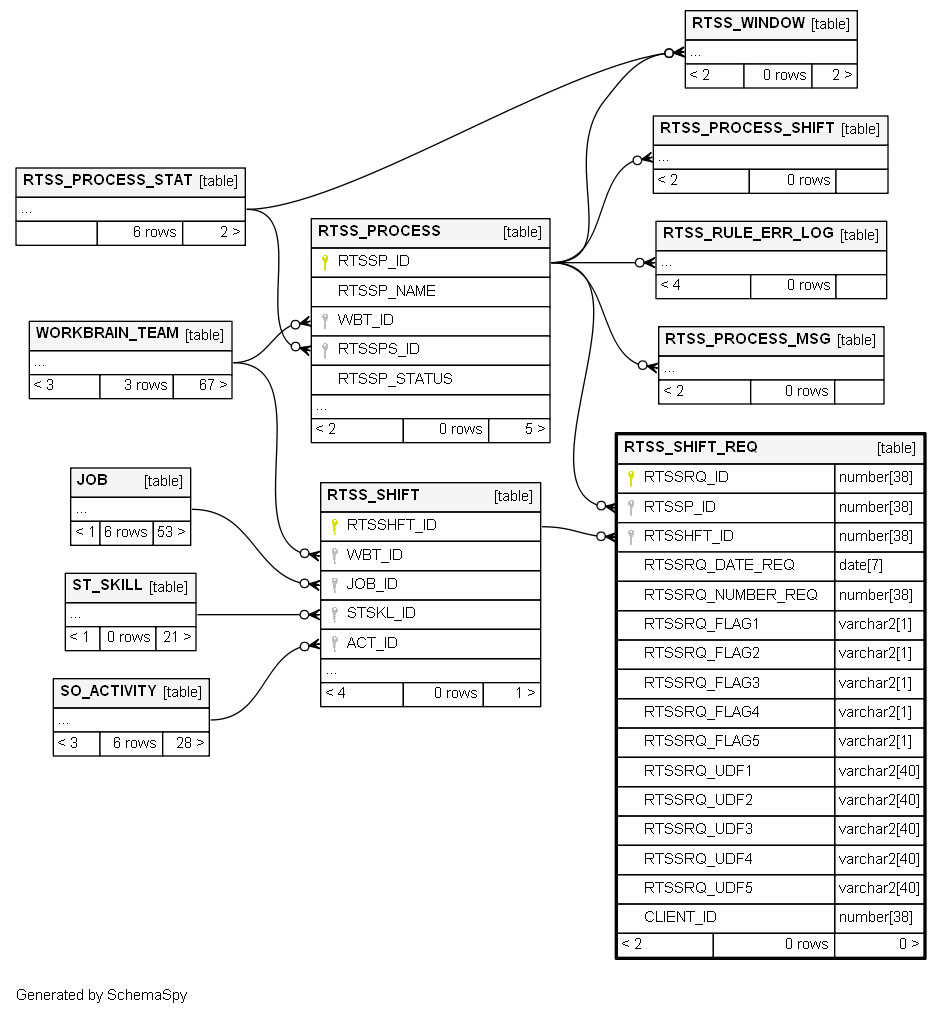 RTSS_WINDOW [table]
...
< 2 0 rows 2 >
RTSS_PROCESS_SHIFT [table]
...
< 2 0 rows
RTSS_PROCESS_STAT [table]
...
6 rows 2 >
RTSS_PROCESS [table]
RTSSP_ID
RTSSP_NAME
WBT_ID
RTSSPS_ID
RTSSP_STATUS
...
< 2 0 rows 5 >
RTSS_RULE_ERR_LOG [table]
...
< 4 0 rows
WORKBRAIN_TEAM [table]
...
< 3 3 rows 67 >
RTSS_PROCESS_MSG [table]
...
< 2 0 rows
JOB [table]
...
< 1 6 rows 53 >
ST_SKILL [table]
...
< 1 0 rows 21 >
SO_ACTIVITY [table]
...
< 3 6 rows 28 >
RTSS_SHIFT [table]
RTSSHFT_ID
WBT_ID
JOB_ID
STSKL_ID
ACT_ID
...
< 4 0 rows 1 >
RTSS_SHIFT_REQ [table]
RTSSRQ_ID number[38]
RTSSP_ID number[38]
RTSSHFT_ID number[38]
RTSSRQ_DATE_REQ date[7]
RTSSRQ_NUMBER_REQ number[38]
RTSSRQ_FLAG1 varchar2[1]
RTSSRQ_FLAG2 varchar2[1]
RTSSRQ_FLAG3 varchar2[1]
RTSSRQ_FLAG4 varchar2[1]
RTSSRQ_FLAG5 varchar2[1]
RTSSRQ_UDF1 varchar2[40]
RTSSRQ_UDF2 varchar2[40]
RTSSRQ_UDF3 varchar2[40]
RTSSRQ_UDF4 varchar2[40]
RTSSRQ_UDF5 varchar2[40]
CLIENT_ID number[38]
< 2 0 rows 0 >
Generated by SchemaSpy